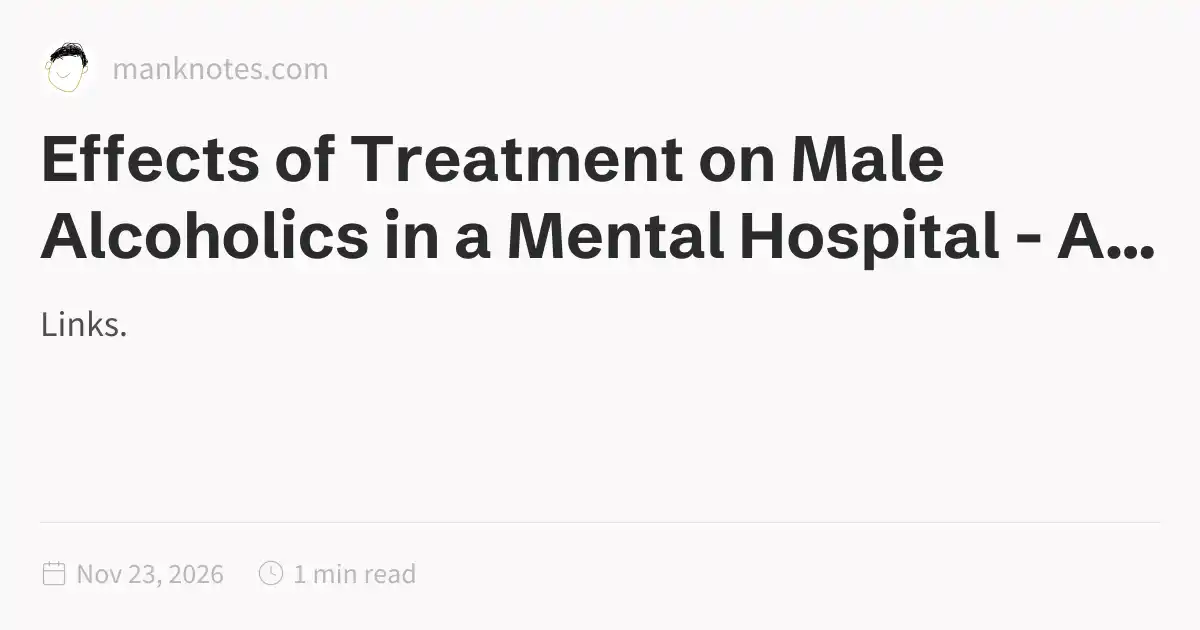 manknotes.com
Effects of Treatment on Male
Alcoholics in a Mental Hospital - A...
Links.
Nov 23, 2026 1 min read